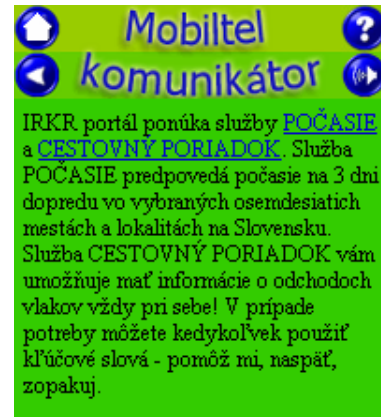 Mobiltel
?
komunikátor
IRKR portál ponúka služby POČASIE
a CESTOVNÝ PORIADOK. Služba
POČASIE predpovedá počasie na 3 dni
dopredu vo vybraných osemdesiatich
mestách a lokalitách na Slovensku.
Služba CESTOVNÝ PORIADOK vám
umožňuje mať informácie o odchodoch
vlakov vždy pri sebe! V prípade
potreby môžete kedykoľvek použiť
kľúčové slová - pomôž mi, naspäť,
zopakuj.